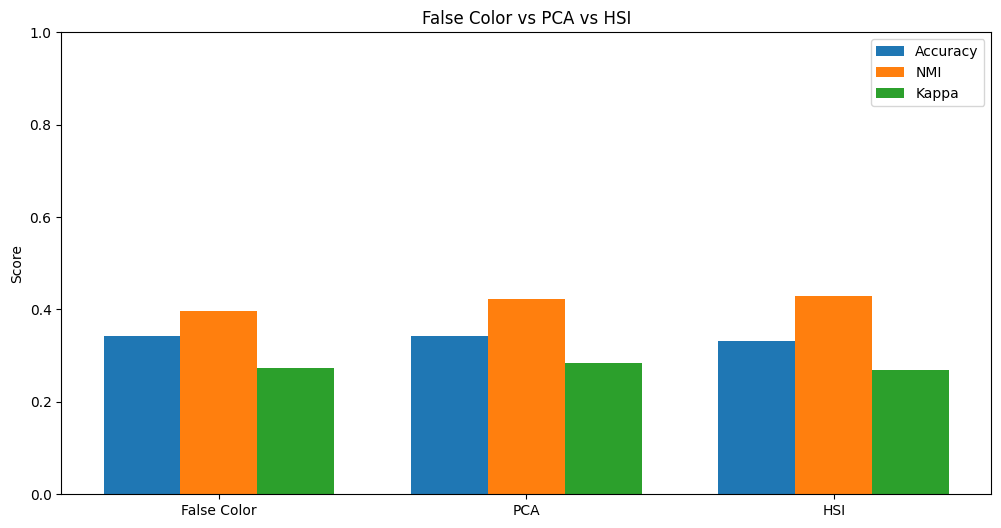 False Color vs PCA vs HSI
1.0
0.8
0.6
0.4
0.2
0.0
Score
Accuracy
NMI
Kappa
False Color
PCA
HSI